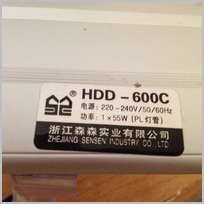 HDD-600C
电源：220-240V/50/60Hz
功率：1×55W (PL灯管)
浙江森森实业有限公司
ZHEJIANG SENSEN INDUSTRY CO., LTD